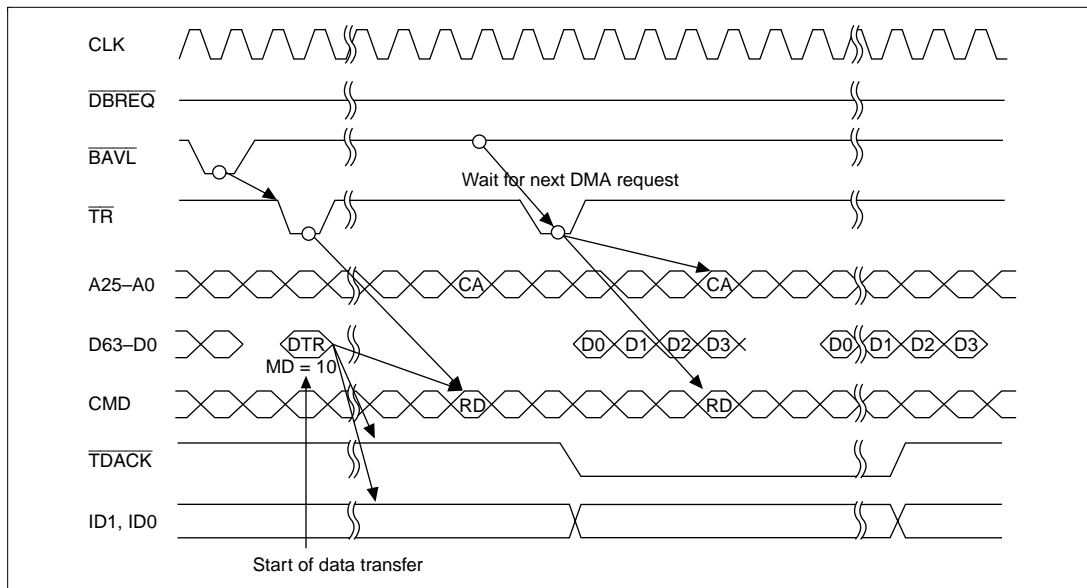 CLK
DBREQ
BAVL
Wait for next DMA request
TR
A25–A0 CA CA
D63–D0 DTR D0 D1 D2 D3 D0 D1 D2 D3
MD = 10
CMD RD RD
TDACK
ID1, ID0
Start of data transfer